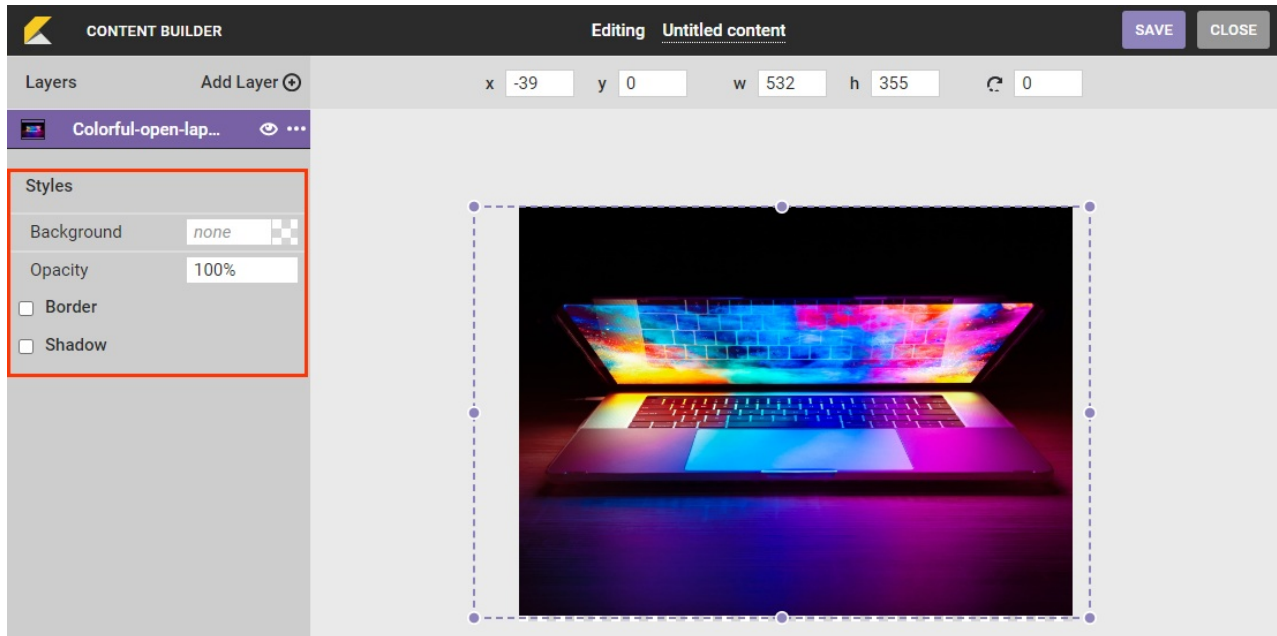 CONTENT BUILDER Editing Untitled content SAVE CLOSE
Layers Add Layer x -39 y 0 w 532 h 355 0
Colorful-open-lap...
Styles
Background none
Opacity 100%
Border
Shadow